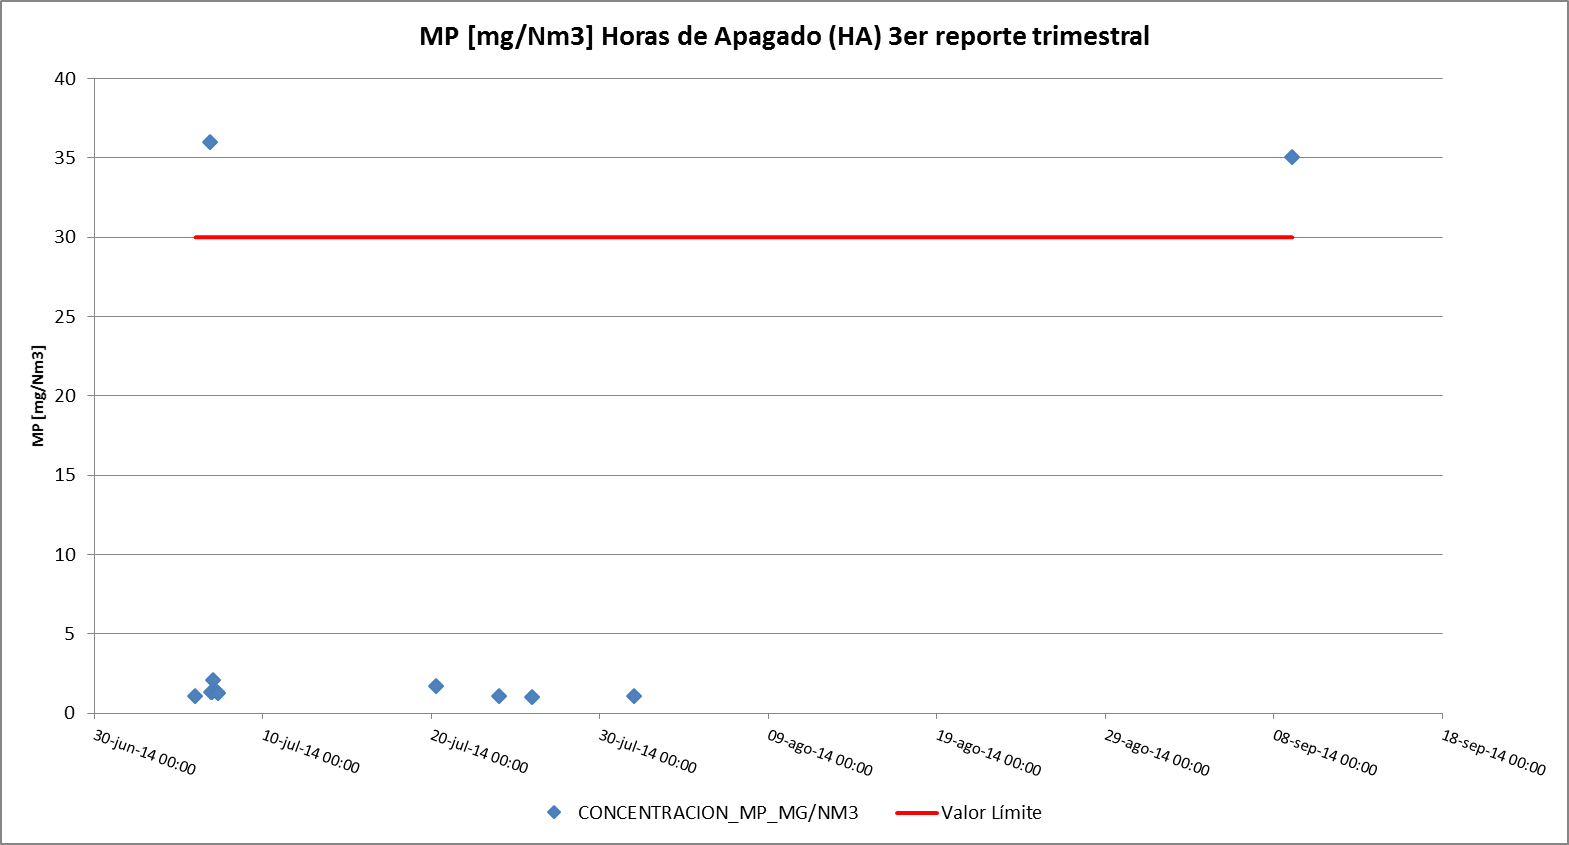 MP [mg/Nm3] Horas de Apagado (HA) 3er reporte trimestral
40
35
30
25
20
15
10
5
0
MP [mg/Nm3]
30-jun-14 00:00
10-jul-14 00:00
20-jul-14 00:00
30-jul-14 00:00
09-ago-14 00:00
19-ago-14 00:00
29-ago-14 00:00
08-sep-14 00:00
18-sep-14 00:00
CONCENTRACION_MP_MG/NM3
Valor Límite